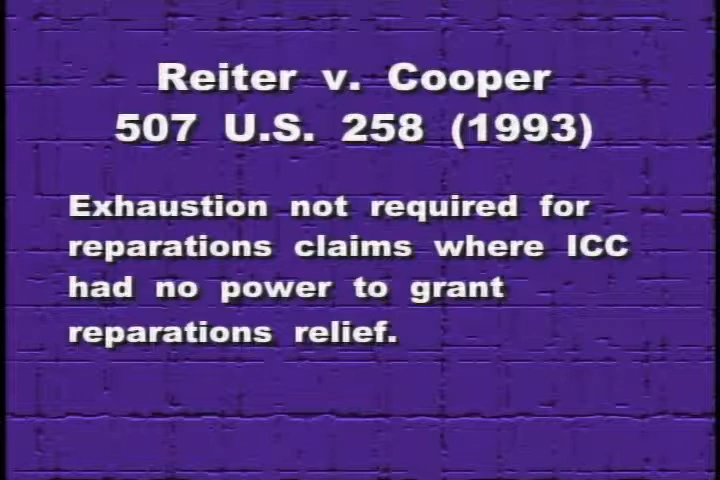 Reiter v. Cooper
507 U.S. 258 (1993)
Exhaustion not required for
reparations claims where ICC
had no power to grant
reparations relief.